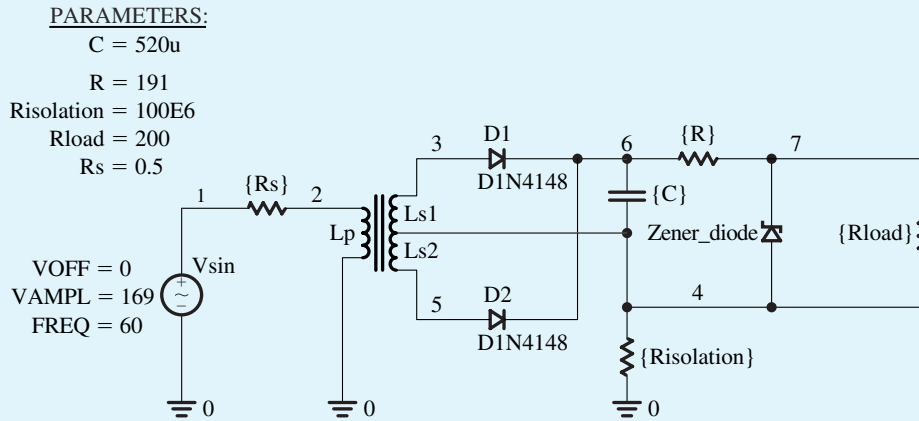 PARAMETERS:
C = 520u
R = 191
Risolation = 100E6
Rload = 200
Rs = 0.5
1
{Rs}
2
VOFF = 0
VAMPL = 169
FREQ = 60
Vsin
+
~
−
0
Lp
Ls1
Ls2
0
3
D1
D1N4148
5
D2
D1N4148
6
{R}
7
{C}
Zener_diode
{Rload}
4
{Risolation}
0